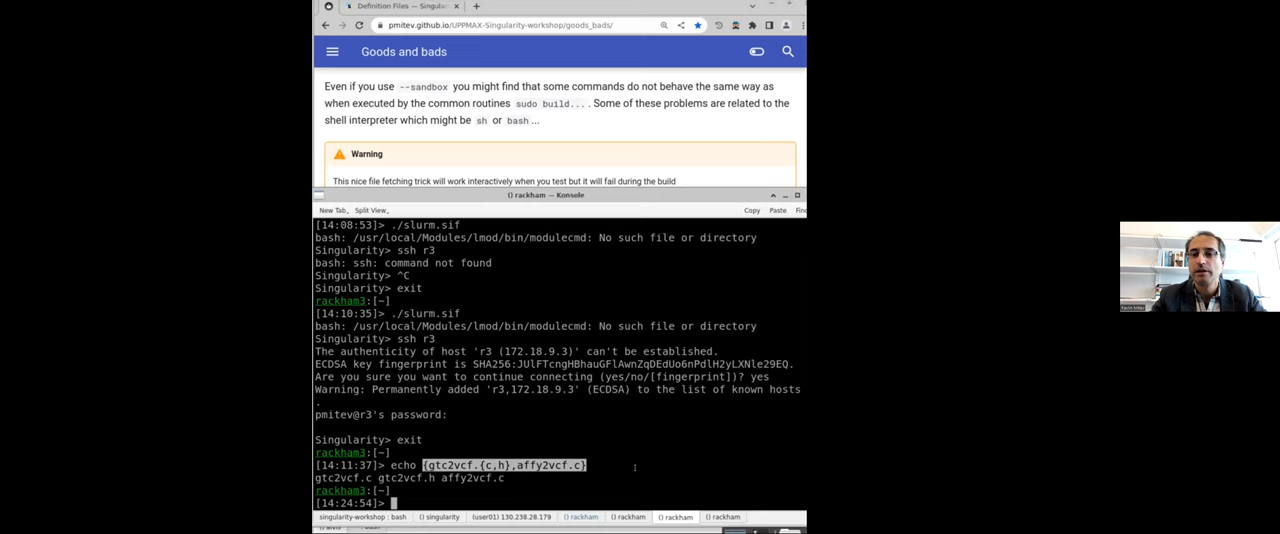 Definition Files — Singular
pmitev.github.io/UPPMAX-Singularity-workshop/goods_bads/
Goods and bads
Even if you use --sandbox you might find that some commands do not behave the same way as
when executed by the common routines sudo build.... Some of these problems are related to the
shell interpreter which might be sh or bash ...
Warning
This nice file fetching trick will work interactively when you test but it will fail during the build
() rackham — Konsole
New Tab Split View Copy Paste Find
[14:08:53]> ./slurm.sif
bash: /usr/local/Modules/lmod/bin/modulecmd: No such file or directory
Singularity> ssh r3
bash: ssh: command not found
Singularity> ^C
Singularity> exit
rackham3:[~]
[14:10:35]> ./slurm.sif
bash: /usr/local/Modules/lmod/bin/modulecmd: No such file or directory
Singularity> ssh r3
The authenticity of host 'r3 (172.18.9.3)' can't be established.
ECDSA key fingerprint is SHA256:JUlFTcngHBhauGFlAwnZqDEdUo6nPdlH2yLXNle29EQ.
Are you sure you want to continue connecting (yes/no/[fingerprint])? yes
Warning: Permanently added 'r3,172.18.9.3' (ECDSA) to the list of known hosts
.
pmitev@r3's password:
Singularity> exit
rackham3:[~]
[14:11:37]> echo {gtc2vcf.{c,h},affy2vcf.c}
gtc2vcf.c gtc2vcf.h affy2vcf.c
rackham3:[~]
[14:24:54]>
singularity-workshop : bash () singularity (user01) 130.238.28.179 () rackham () rackham () rackham () rackham